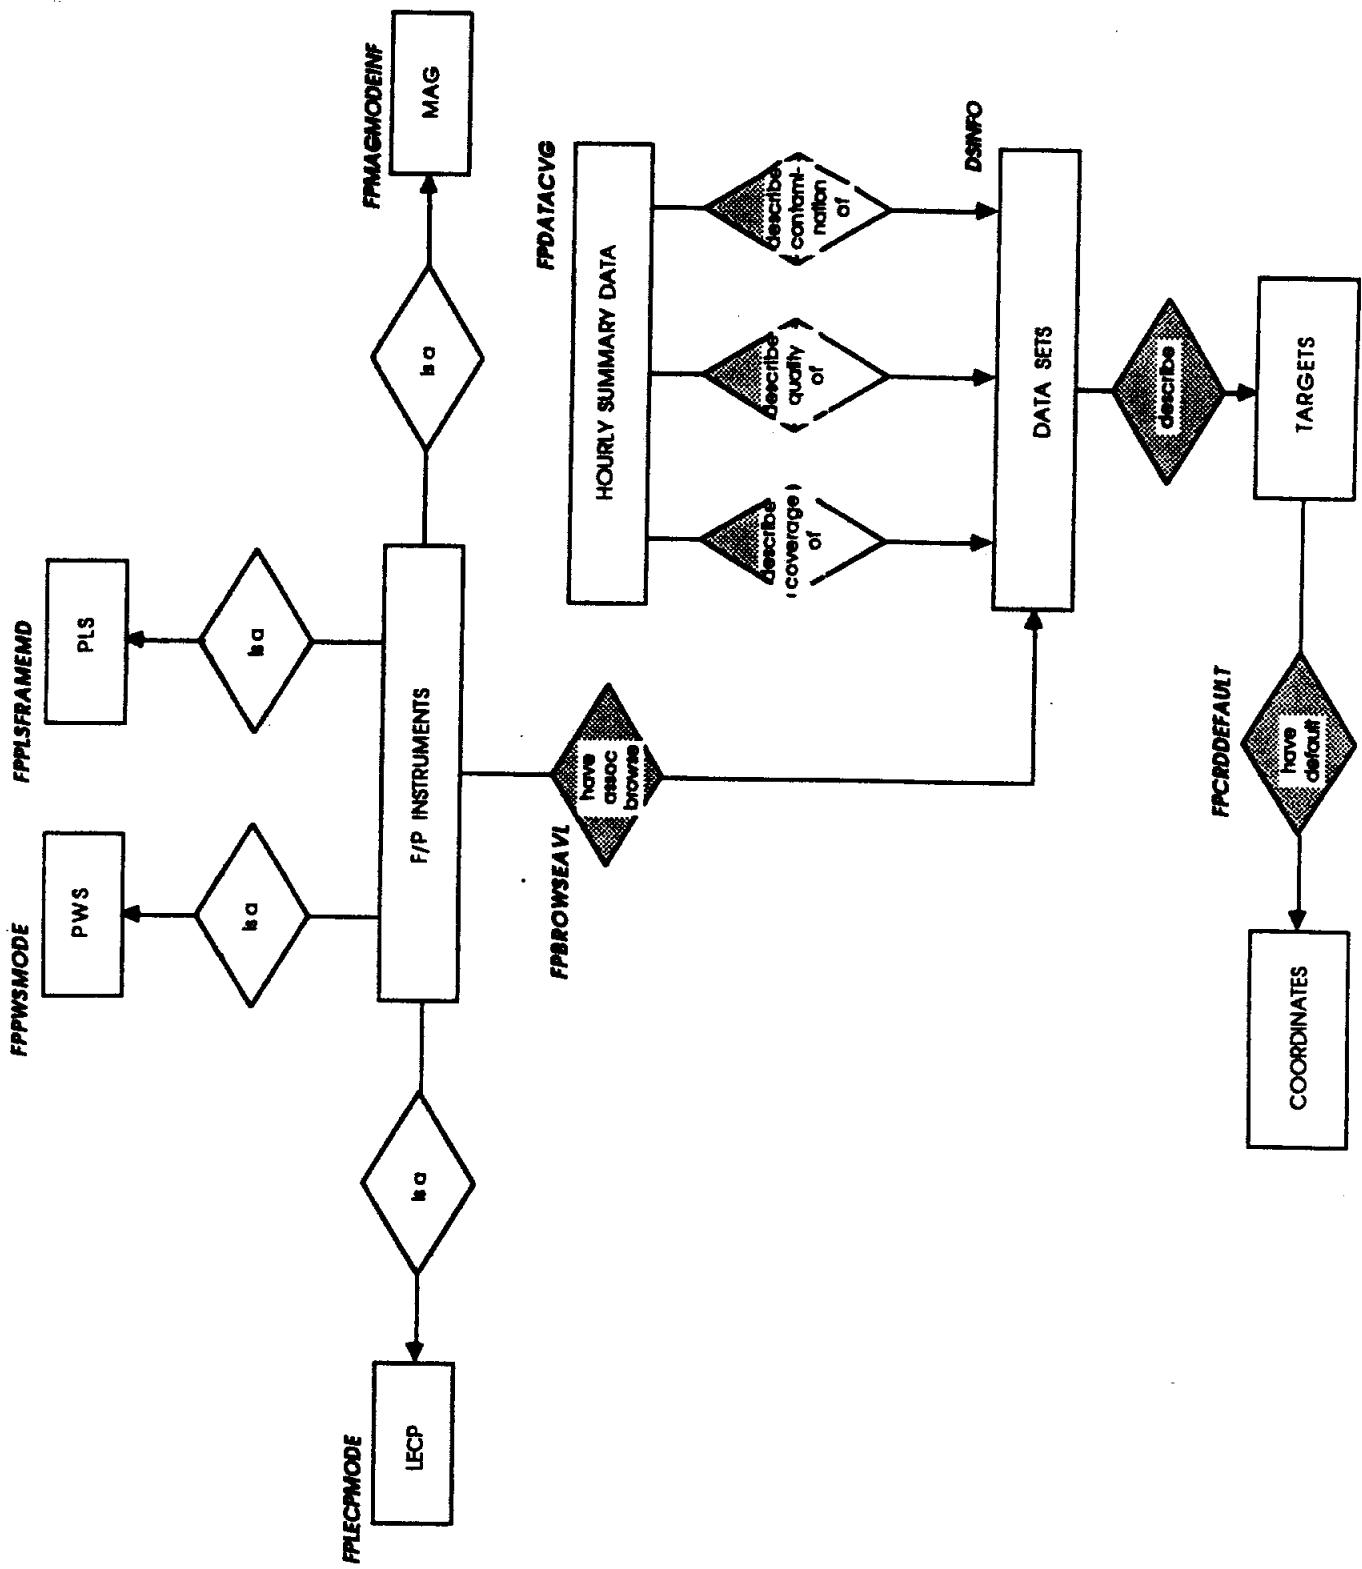 FPLECPMODE
LECP
is a
FPPWSMODE
PWS
is a
FPPLSFRAMEMD
PLS
is a
F/P INSTRUMENTS
is a
FPMAGMODEINF
MAG
FPBROWSEAVL
have
assoc
browse
FPDATACVG
HOURLY SUMMARY DATA
describe
(coverage)
of
describe
quality
of
describe
contami-
nation
of
DSINFO
DATA SETS
describe
TARGETS
FPCRDDEFAULT
have
default
COORDINATES